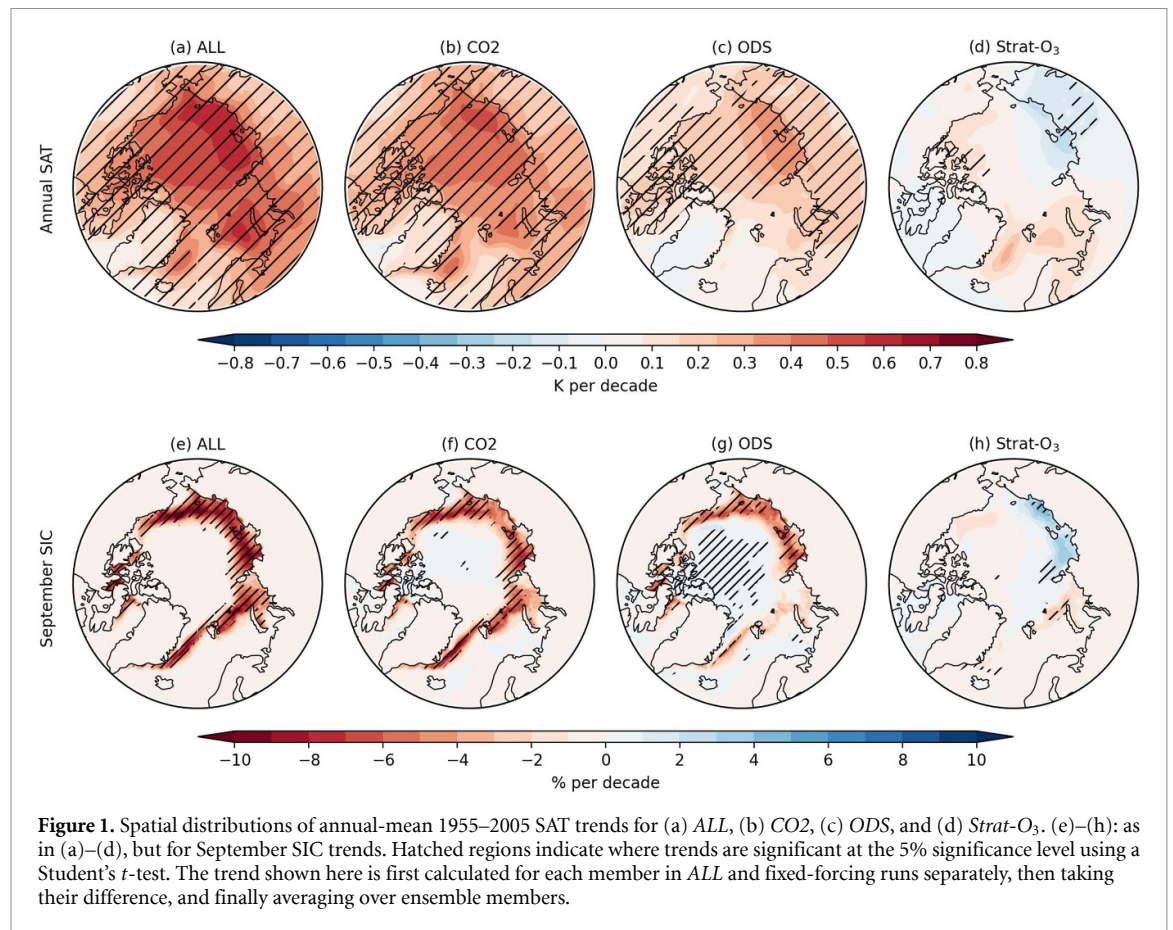 (a) ALL (b) CO2 (c) ODS (d) Strat-O₃
Annual SAT
−0.8 −0.7 −0.6 −0.5 −0.4 −0.3 −0.2 −0.1 0.0 0.1 0.2 0.3 0.4 0.5 0.6 0.7 0.8
K per decade
(e) ALL (f) CO2 (g) ODS (h) Strat-O₃
September SIC
−10 −8 −6 −4 −2 0 2 4 6 8 10
% per decade
Figure 1. Spatial distributions of annual-mean 1955–2005 SAT trends for (a) ALL, (b) CO2, (c) ODS, and (d) Strat-O₃. (e)–(h): as
in (a)–(d), but for September SIC trends. Hatched regions indicate where trends are significant at the 5% significance level using a
Student's t-test. The trend shown here is first calculated for each member in ALL and fixed-forcing runs separately, then taking
their difference, and finally averaging over ensemble members.